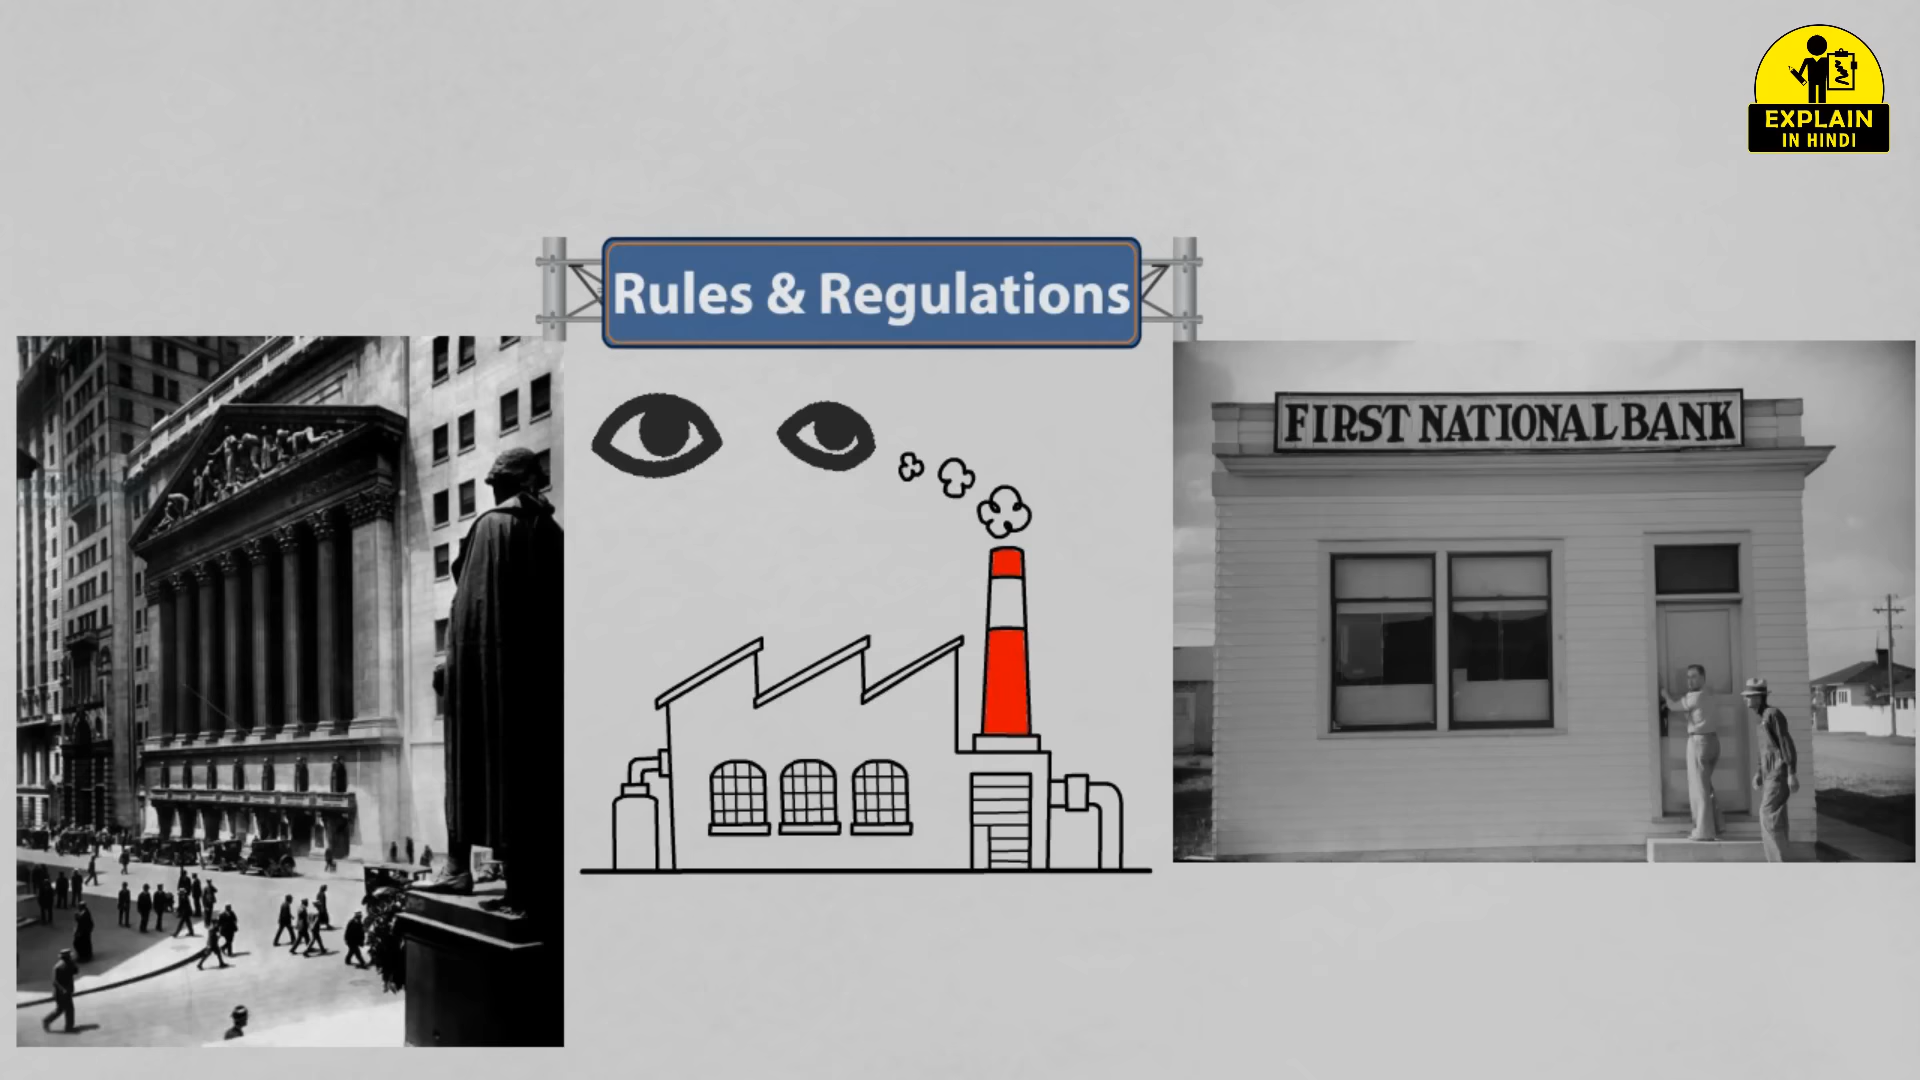 EXPLAIN
IN HINDI
Rules & Regulations
FIRST NATIONAL BANK